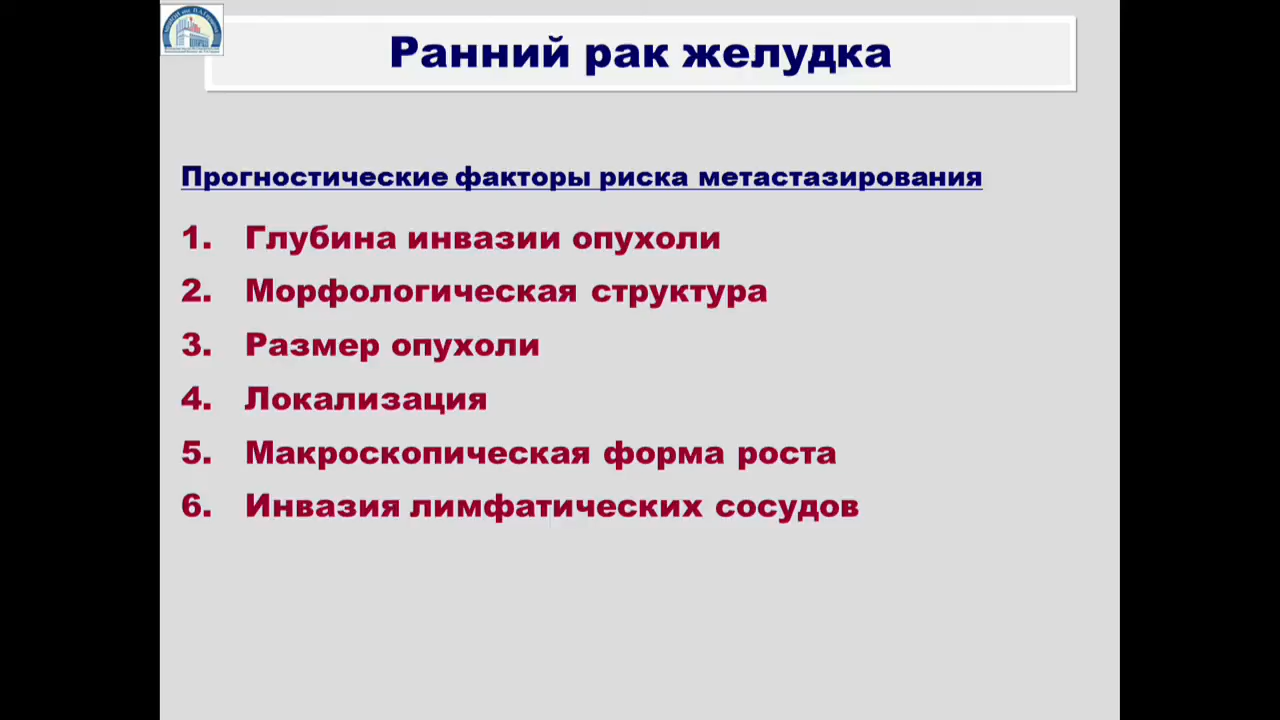 Ранний рак желудка
Прогностические факторы риска метастазирования
1. Глубина инвазии опухоли
2. Морфологическая структура
3. Размер опухоли
4. Локализация
5. Макроскопическая форма роста
6. Инвазия лимфатических сосудов